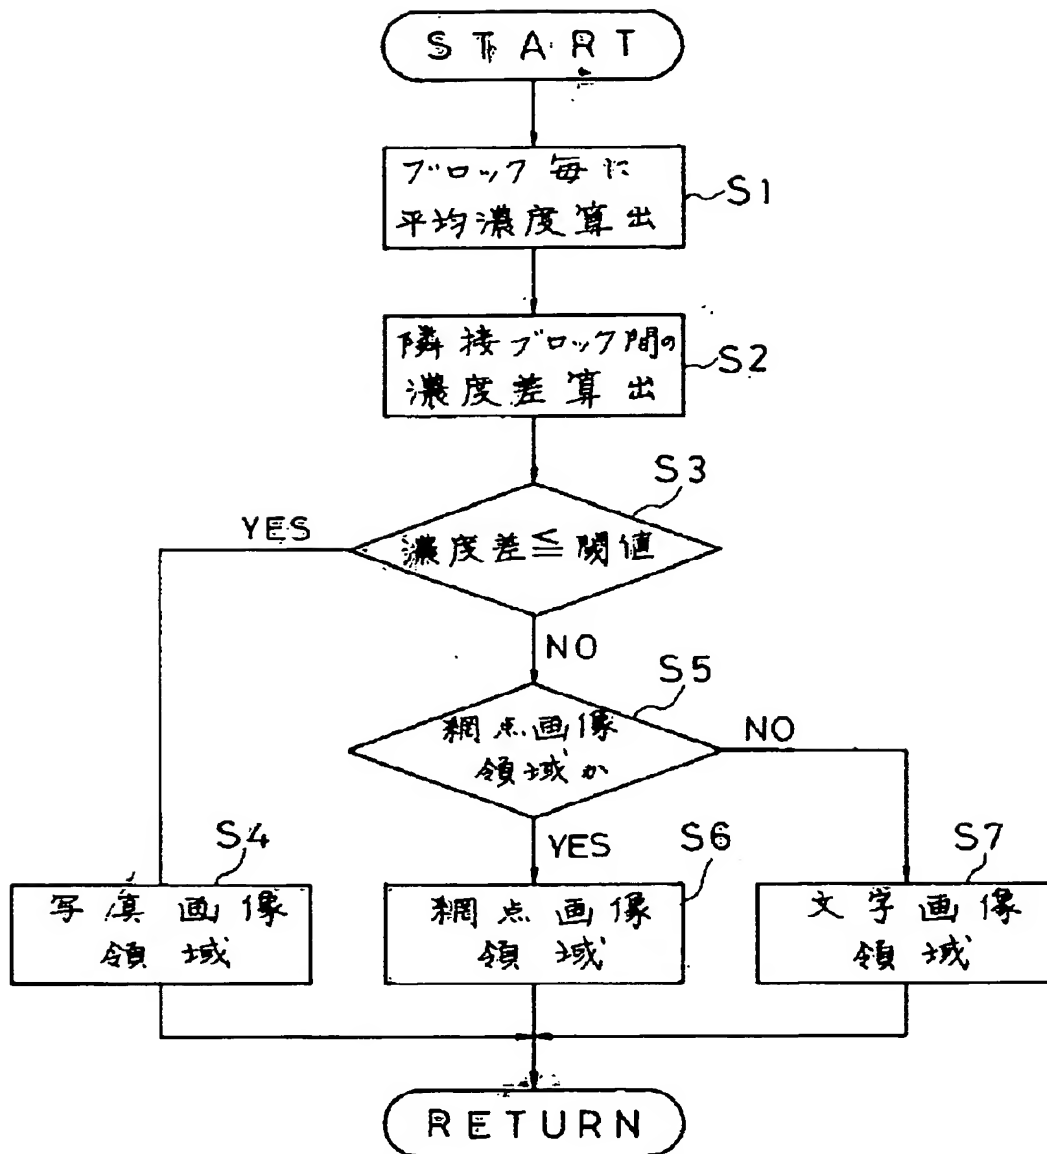 START
ブロック毎に
平均濃度算出
S1
隣接ブロック間の
濃度差算出
S2
S3
YES
濃度差≦閾値
NO
S5
網点画像
領域か
NO
YES
S4
S6
S7
写真画像
領域
網点画像
領域
文字画像
領域
RETURN